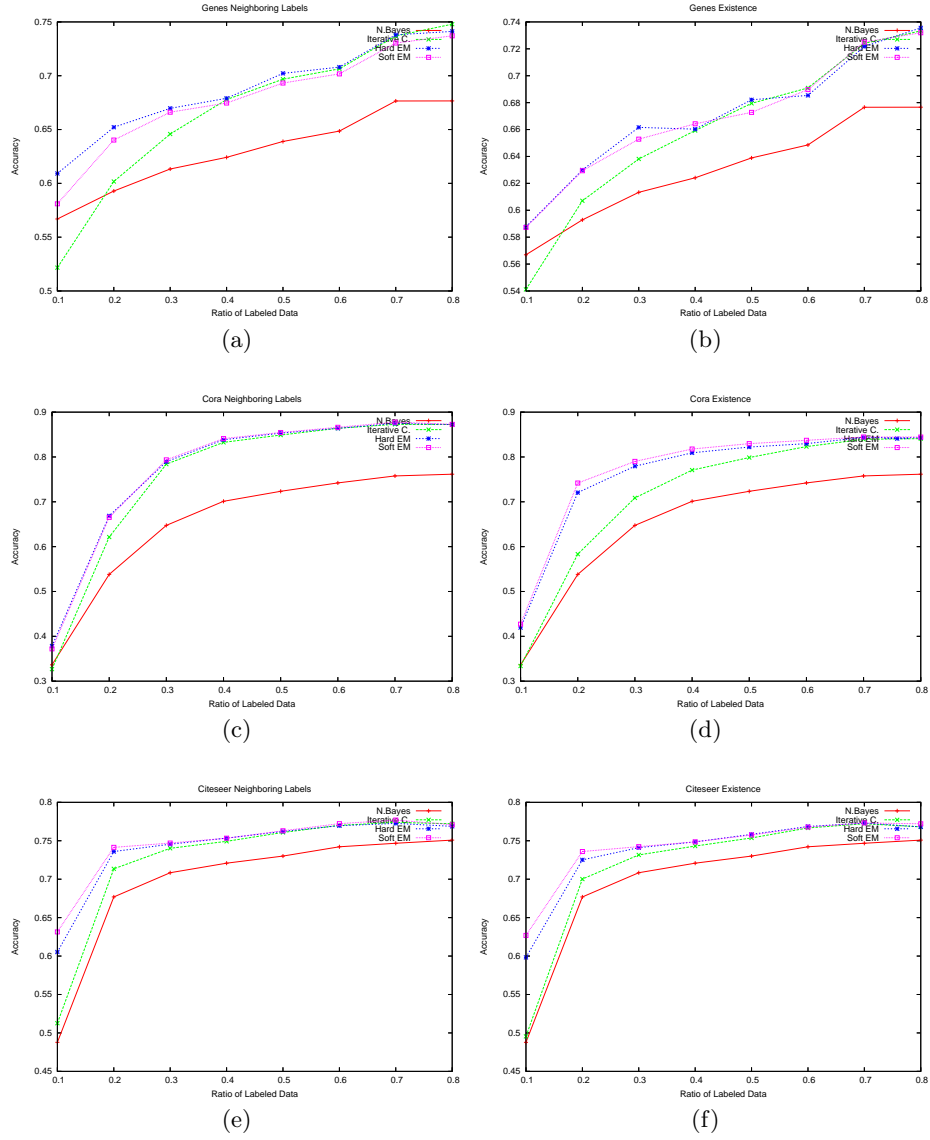 Genes Neighboring Labels
0.75
0.7
0.65
0.6
0.55
0.5
Accuracy
N.Bayes
Iterative C.
Hard EM
Soft EM
0.1 0.2 0.3 0.4 0.5 0.6 0.7 0.8
Ratio of Labeled Data
(a)
Genes Existence
0.74
0.72
0.7
0.68
0.66
0.64
0.62
0.6
0.58
0.56
0.54
Accuracy
N.Bayes
Iterative C.
Hard EM
Soft EM
0.1 0.2 0.3 0.4 0.5 0.6 0.7 0.8
Ratio of Labeled Data
(b)
Cora Neighboring Labels
0.9
0.8
0.7
0.6
0.5
0.4
0.3
Accuracy
N.Bayes
Iterative C.
Hard EM
Soft EM
0.1 0.2 0.3 0.4 0.5 0.6 0.7 0.8
Ratio of Labeled Data
(c)
Cora Existence
0.9
0.8
0.7
0.6
0.5
0.4
0.3
Accuracy
N.Bayes
Iterative C.
Hard EM
Soft EM
0.1 0.2 0.3 0.4 0.5 0.6 0.7 0.8
Ratio of Labeled Data
(d)
Citeseer Neighboring Labels
0.8
0.75
0.7
0.65
0.6
0.55
0.5
0.45
Accuracy
N.Bayes
Iterative C.
Hard EM
Soft EM
0.1 0.2 0.3 0.4 0.5 0.6 0.7 0.8
Ratio of Labeled Data
(e)
Citeseer Existence
0.8
0.75
0.7
0.65
0.6
0.55
0.5
0.45
Accuracy
N.Bayes
Iterative C.
Hard EM
Soft EM
0.1 0.2 0.3 0.4 0.5 0.6 0.7 0.8
Ratio of Labeled Data
(f)